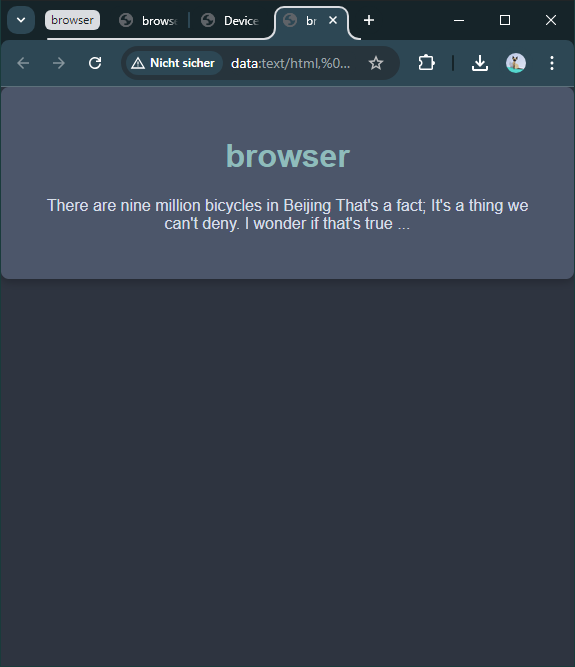 browser
brows
Device
br
Nicht sicher
data:text/html,%0...
browser
There are nine million bicycles in Beijing That's a fact; It's a thing we
can't deny. I wonder if that's true ...